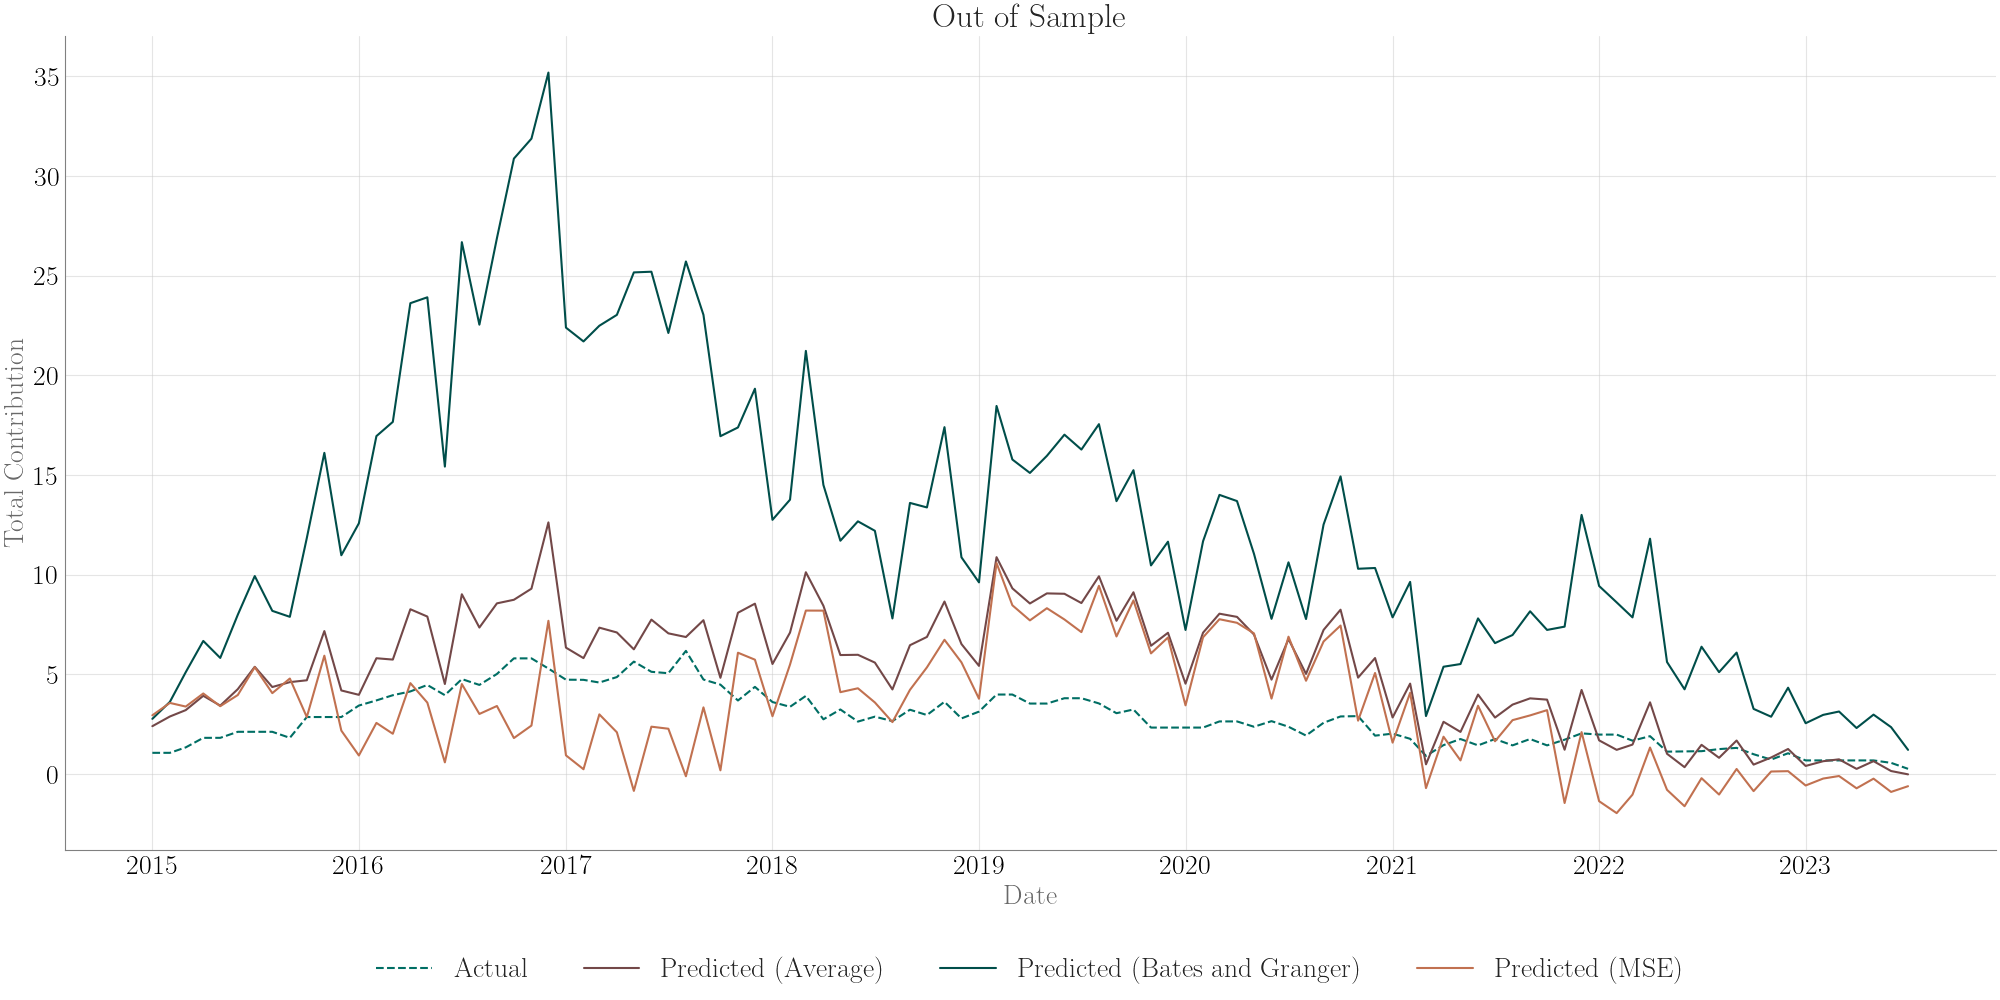 Out of Sample
Total Contribution
35
30
25
20
15
10
5
0
2015 2016 2017 2018 2019 2020 2021 2022 2023
Date
Actual Predicted (Average) Predicted (Bates and Granger) Predicted (MSE)